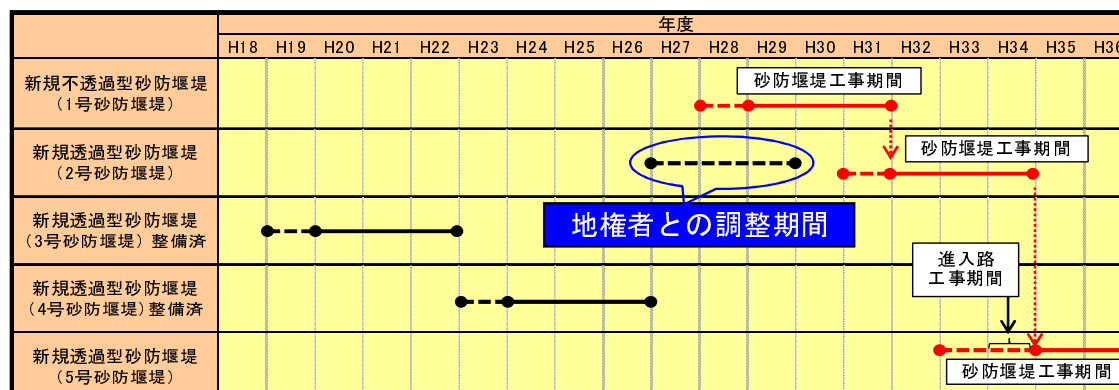 年度
H18 H19 H20 H21 H22 H23 H24 H25 H26 H27 H28 H29 H30 H31 H32 H33 H34 H35 H36
新規不透過型砂防堰堤
(1号砂防堰堤)
砂防堰堤工事期間
新規透過型砂防堰堤
(2号砂防堰堤)
砂防堰堤工事期間
地権者との調整期間
新規透過型砂防堰堤
(3号砂防堰堤)整備済
新規透過型砂防堰堤
(4号砂防堰堤)整備済
進入路
工事期間
新規透過型砂防堰堤
(5号砂防堰堤)
砂防堰堤工事期間